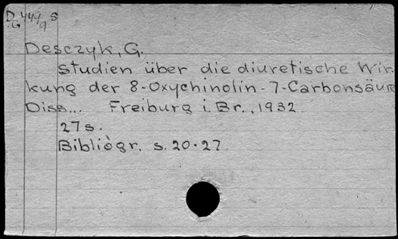 Desczyk, G.
Studien über die diuretische Wir-
kung der 8-Oxychinolin-7-Carbonsäure
Diss... Freiburg i. Br., 1932
27 s.
Bibliogr. s. 20-27